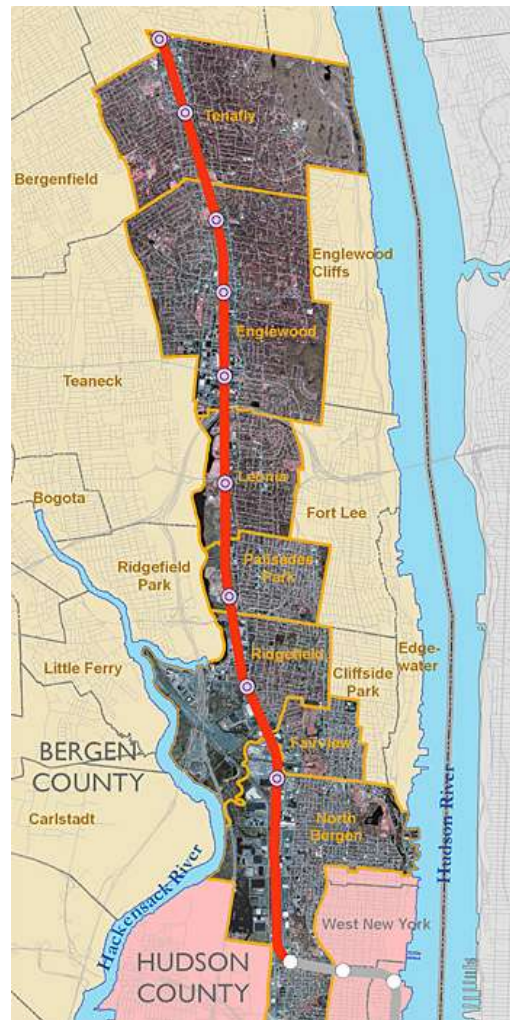 Tenafly
Bergenfield
Englewood
Cliffs
Englewood
Teaneck
Leonia
Bogota
Fort Lee
Palisades
Park
Ridgefield
Park
Ridgefield
Edge-
water
Little Ferry
Cliffside
Park
Fairview
BERGEN
COUNTY
North
Bergen
Carlstadt
Hudson River
Hackensack River
West New York
HUDSON
COUNTY